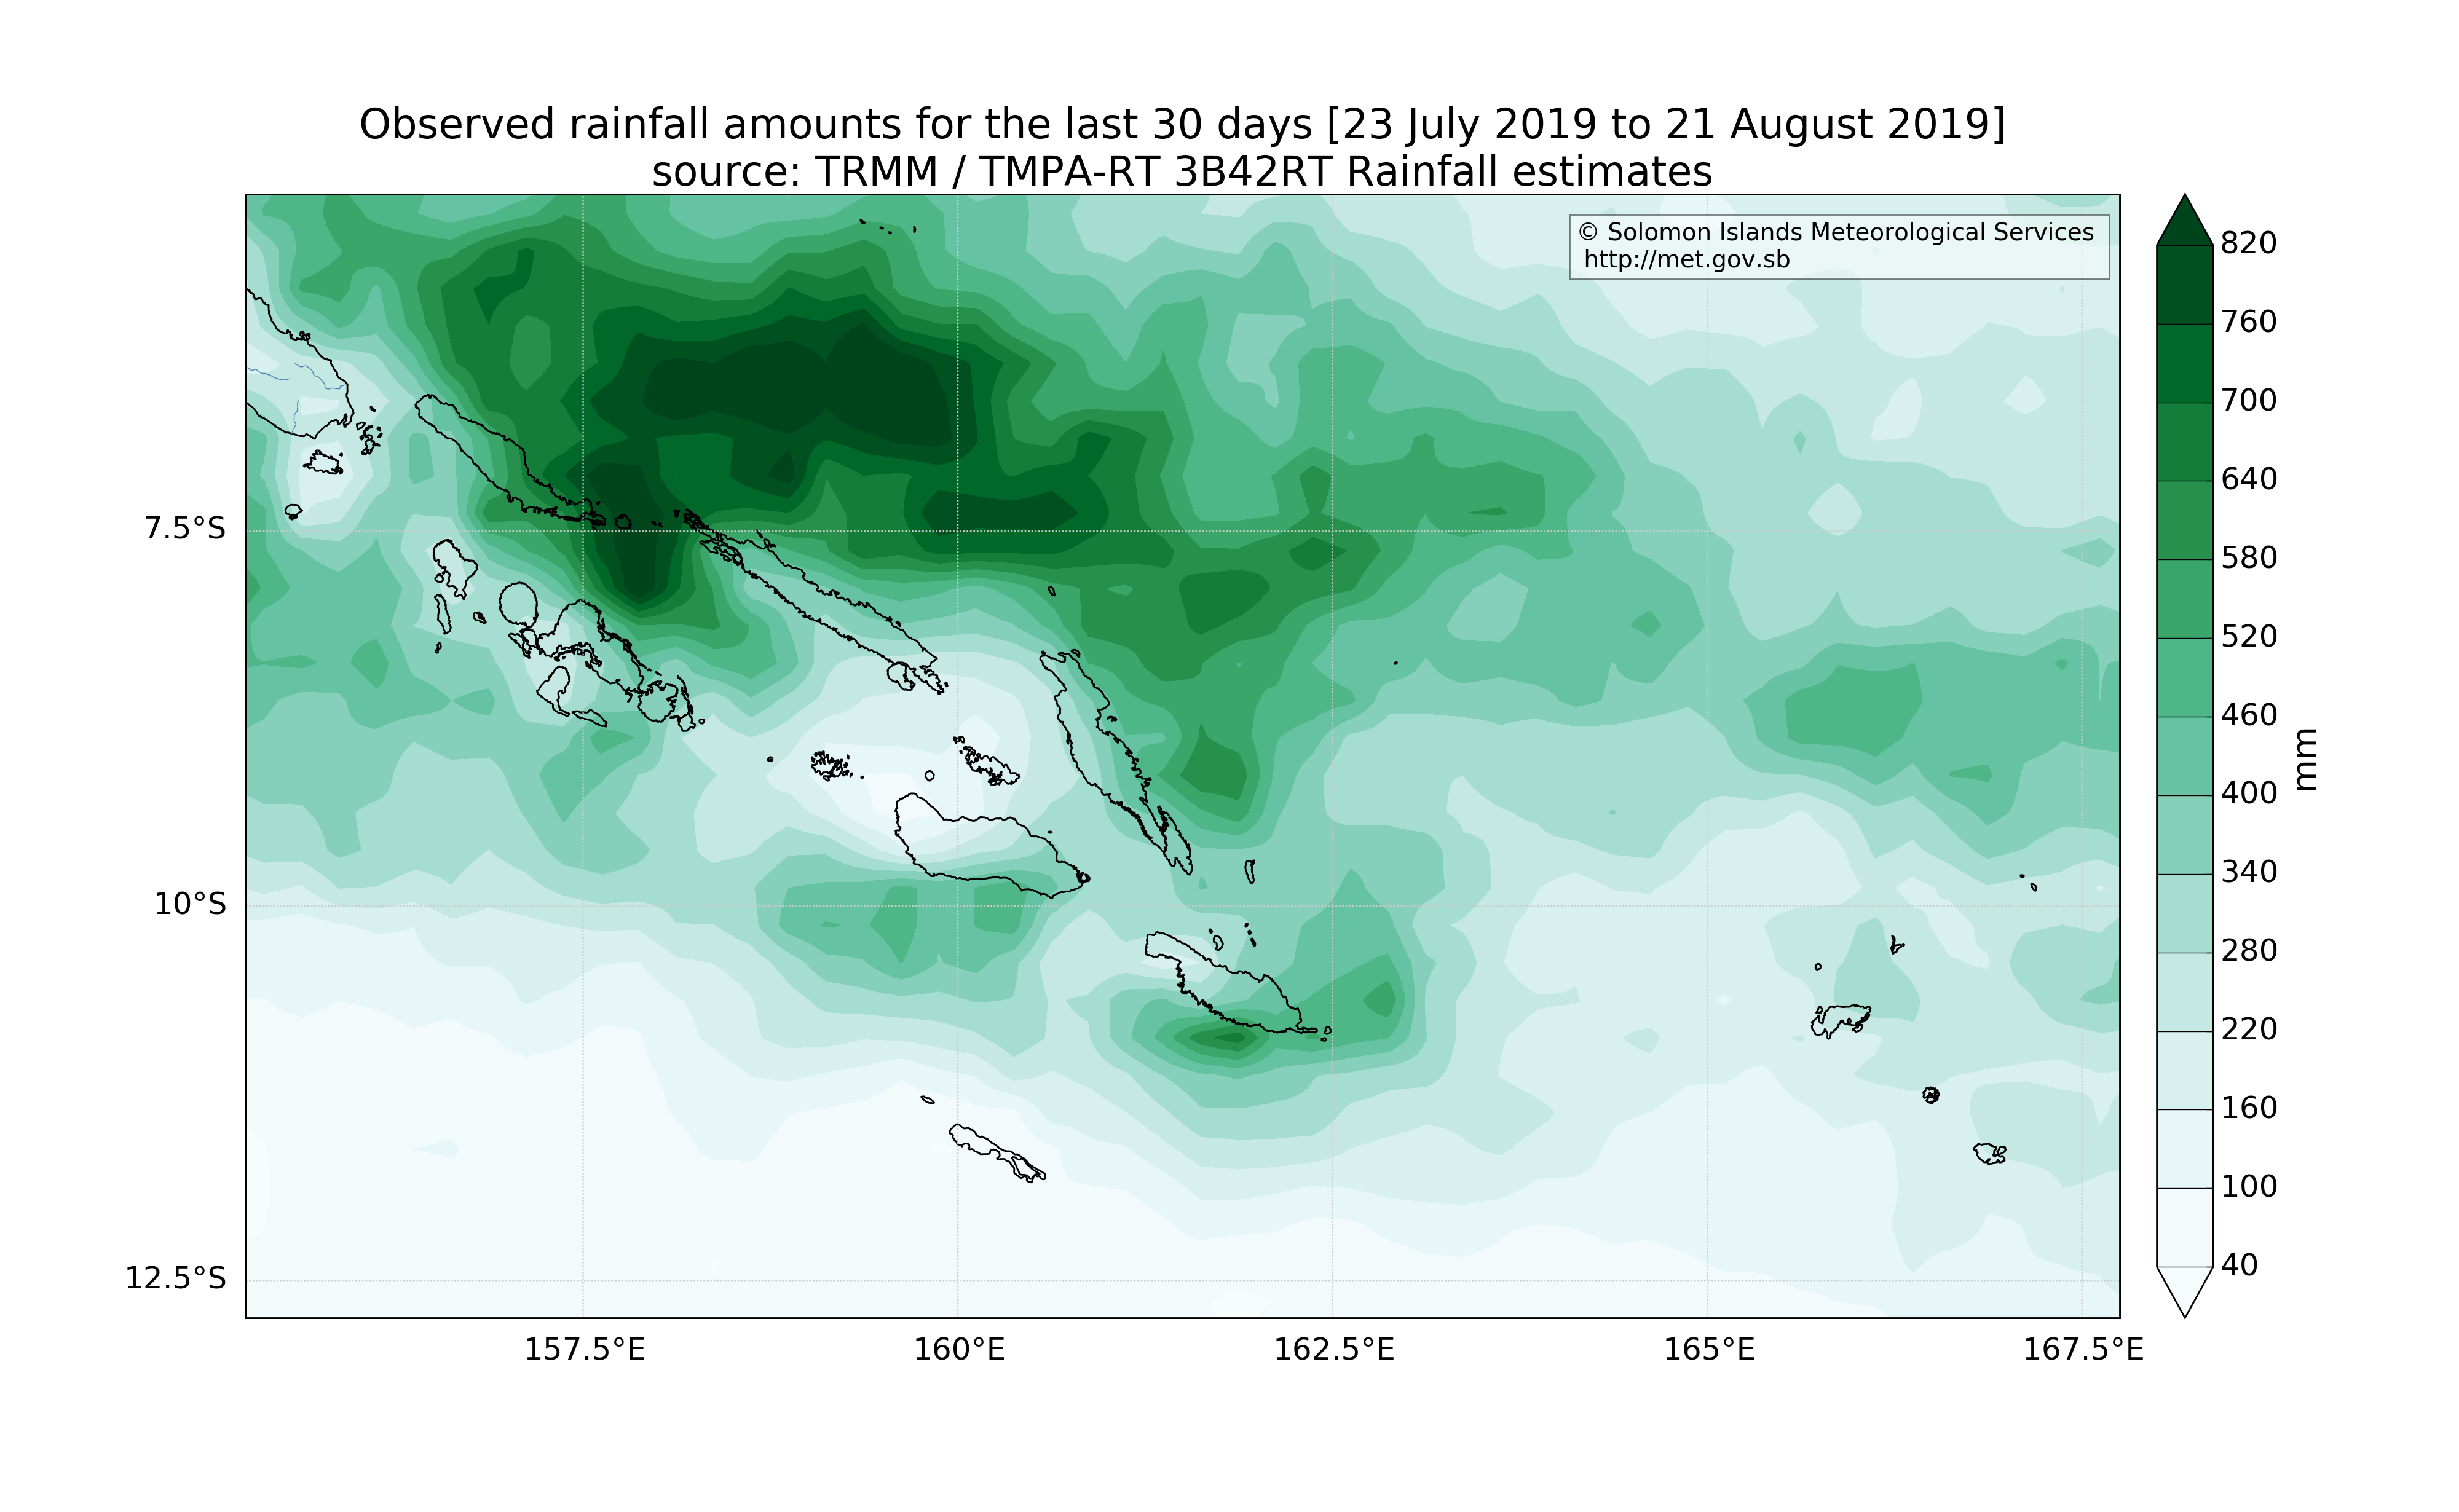 Observed rainfall amounts for the last 30 days [23 July 2019 to 21 August 2019]
source: TRMM / TMPA-RT 3B42RT Rainfall estimates
© Solomon Islands Meteorological Services
http://met.gov.sb
7.5°S
10°S
12.5°S
157.5°E
160°E
162.5°E
165°E
167.5°E
820
760
700
640
580
520
460
400
340
280
220
160
100
40
mm